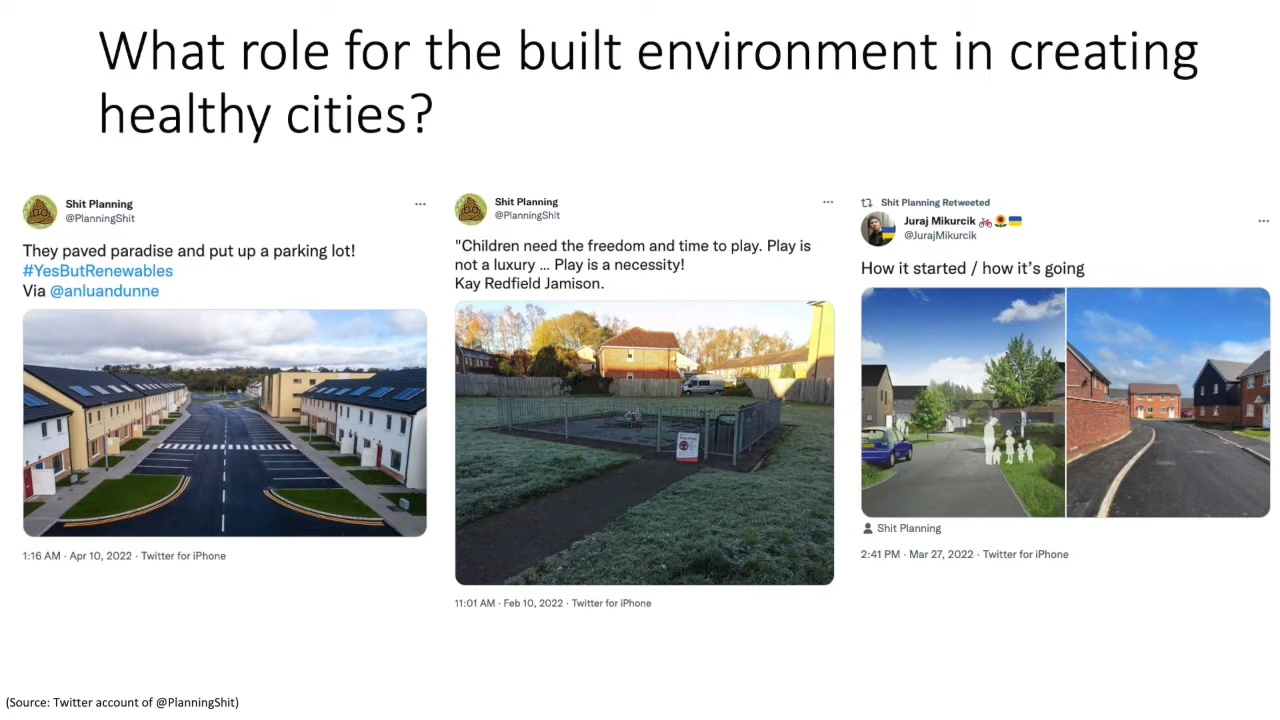 What role for the built environment in creating
healthy cities?
Shit Planning
@PlanningShit
They paved paradise and put up a parking lot!
#YesButRenewables
Via @anluandunne
1:16 AM · Apr 10, 2022 · Twitter for iPhone
Shit Planning
@PlanningShit
"Children need the freedom and time to play. Play is
not a luxury ... Play is a necessity!
Kay Redfield Jamison.
11:01 AM · Feb 10, 2022 · Twitter for iPhone
Shit Planning Retweeted
Juraj Mikurcik
@JurajMikurcik
How it started / how it's going
Shit Planning
2:41 PM · Mar 27, 2022 · Twitter for iPhone
(Source: Twitter account of @PlanningShit)